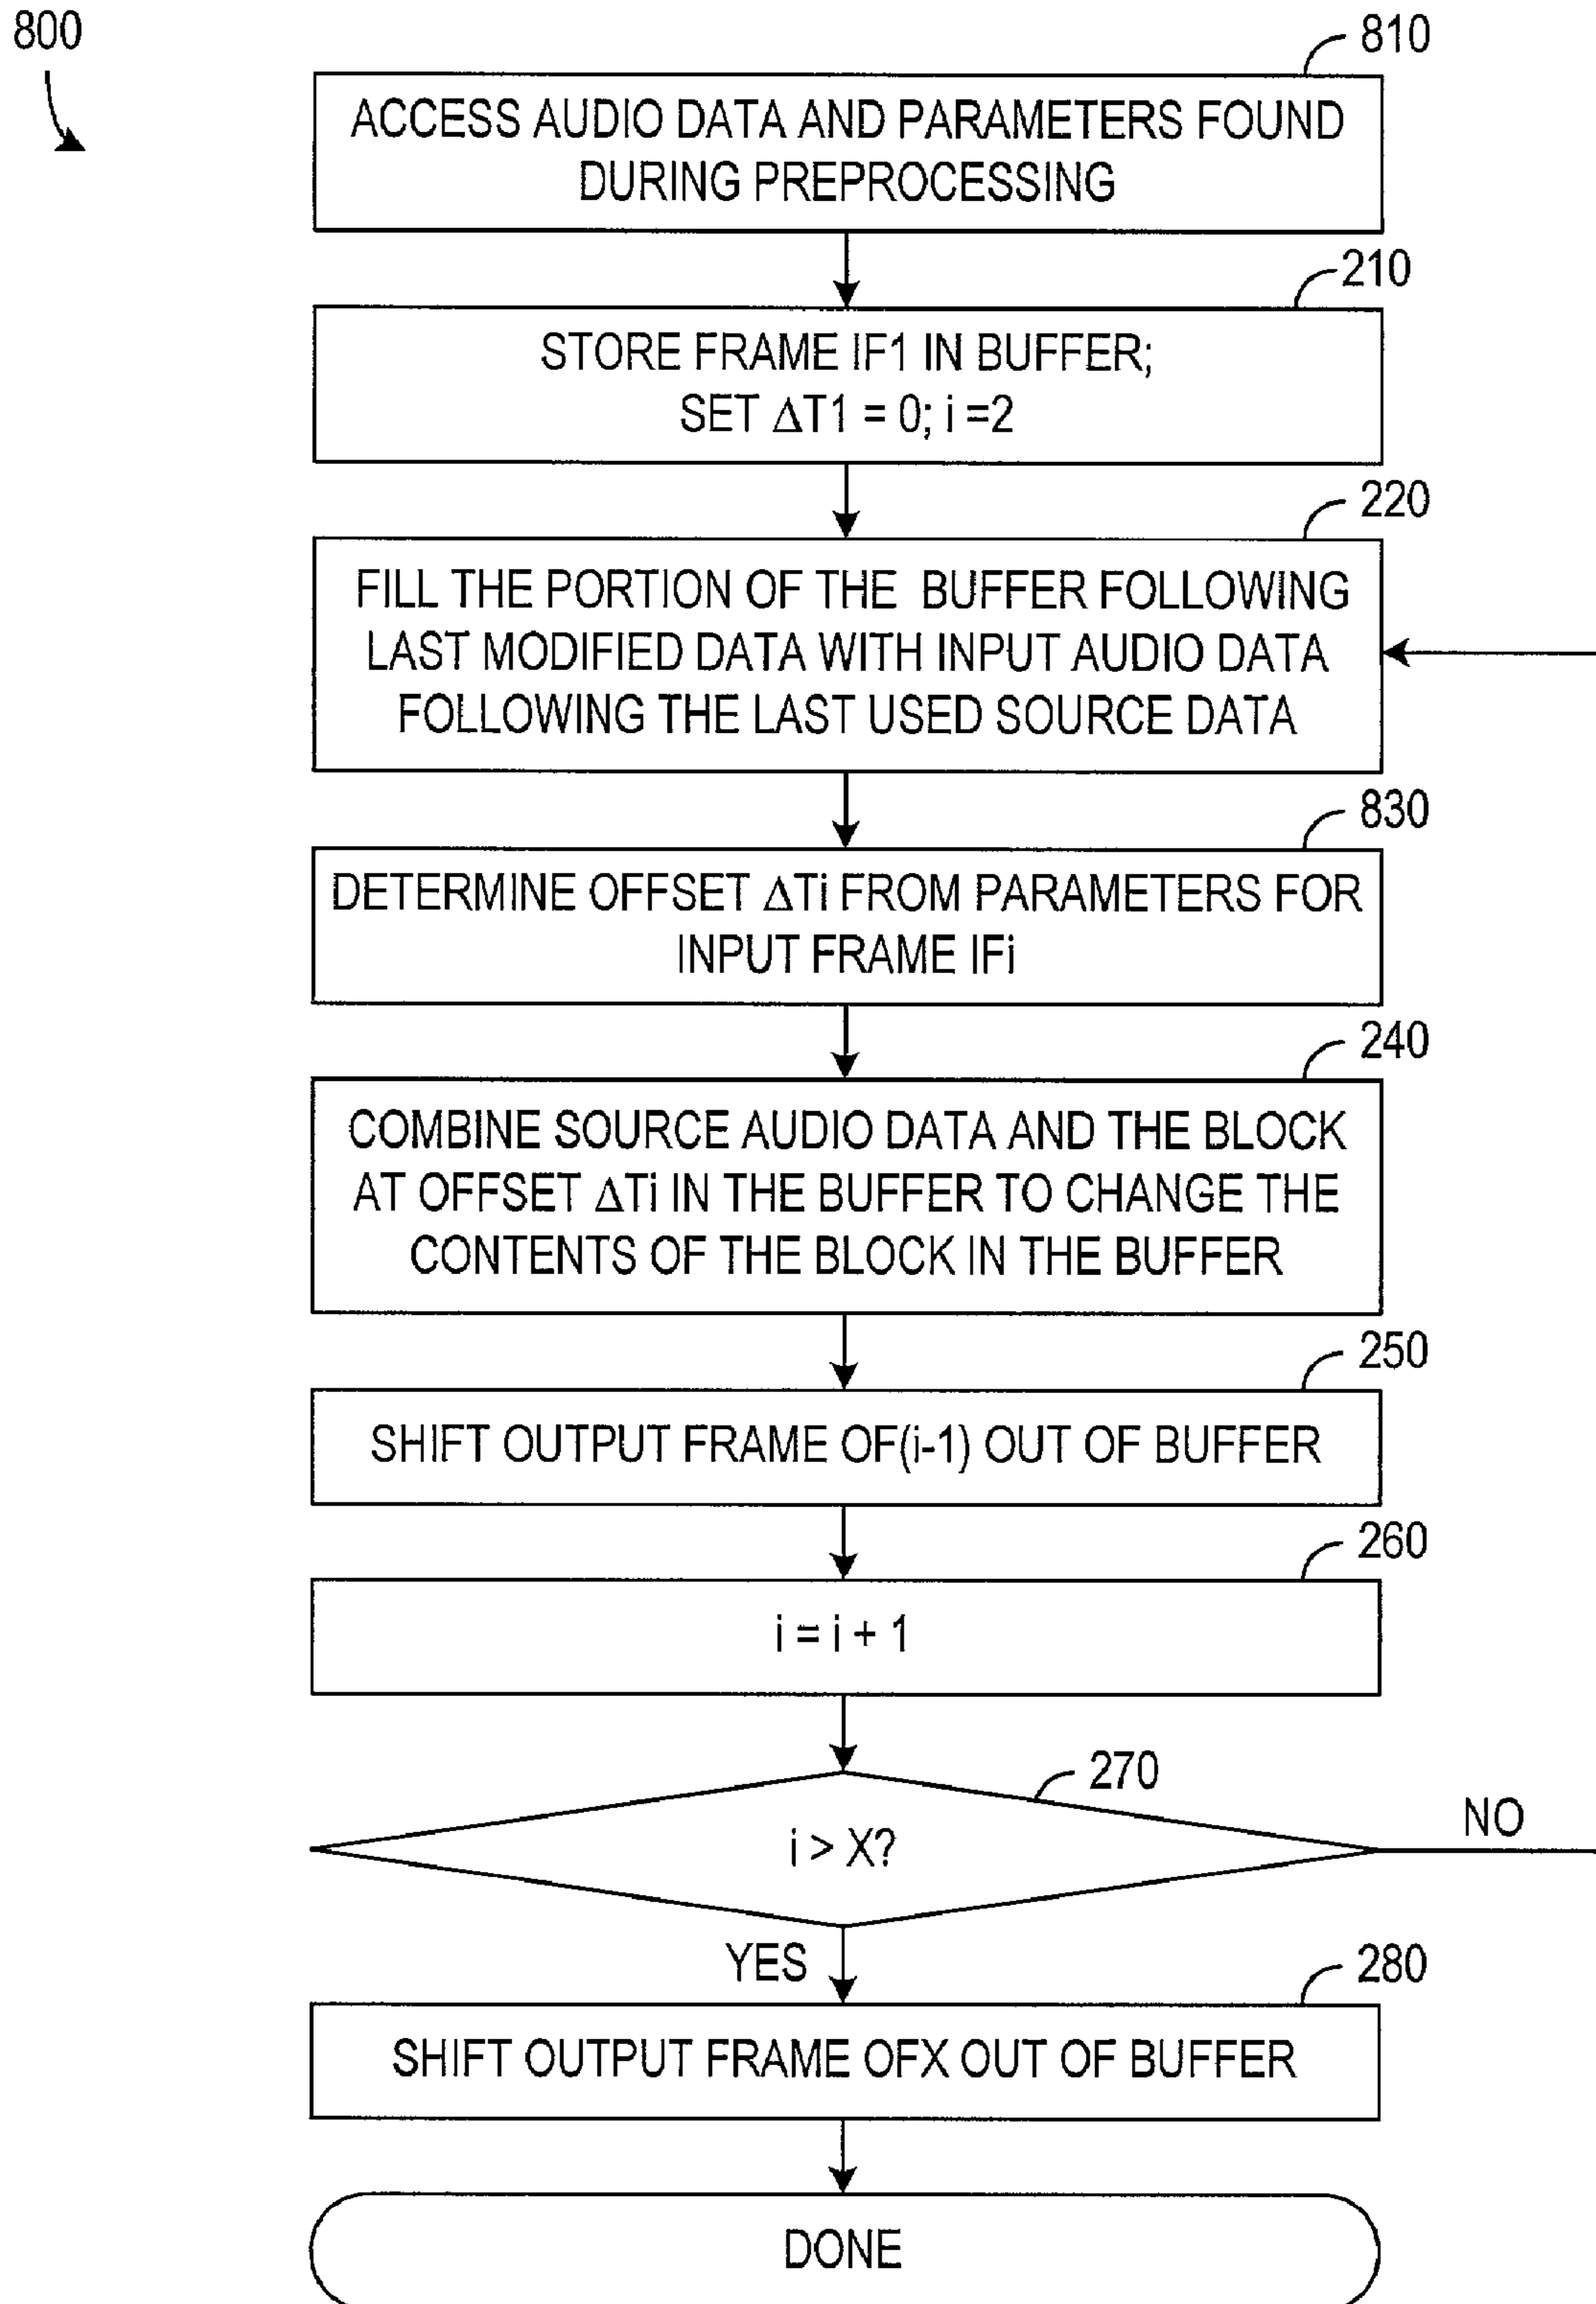 800
810
ACCESS AUDIO DATA AND PARAMETERS FOUND
DURING PREPROCESSING
210
STORE FRAME IF1 IN BUFFER;
SET ΔT1 = 0; i =2
220
FILL THE PORTION OF THE BUFFER FOLLOWING
LAST MODIFIED DATA WITH INPUT AUDIO DATA
FOLLOWING THE LAST USED SOURCE DATA
830
DETERMINE OFFSET ΔTi FROM PARAMETERS FOR
INPUT FRAME IFi
240
COMBINE SOURCE AUDIO DATA AND THE BLOCK
AT OFFSET ΔTi IN THE BUFFER TO CHANGE THE
CONTENTS OF THE BLOCK IN THE BUFFER
250
SHIFT OUTPUT FRAME OF(i-1) OUT OF BUFFER
260
i = i + 1
270
i > X?
NO
YES
280
SHIFT OUTPUT FRAME OFX OUT OF BUFFER
DONE